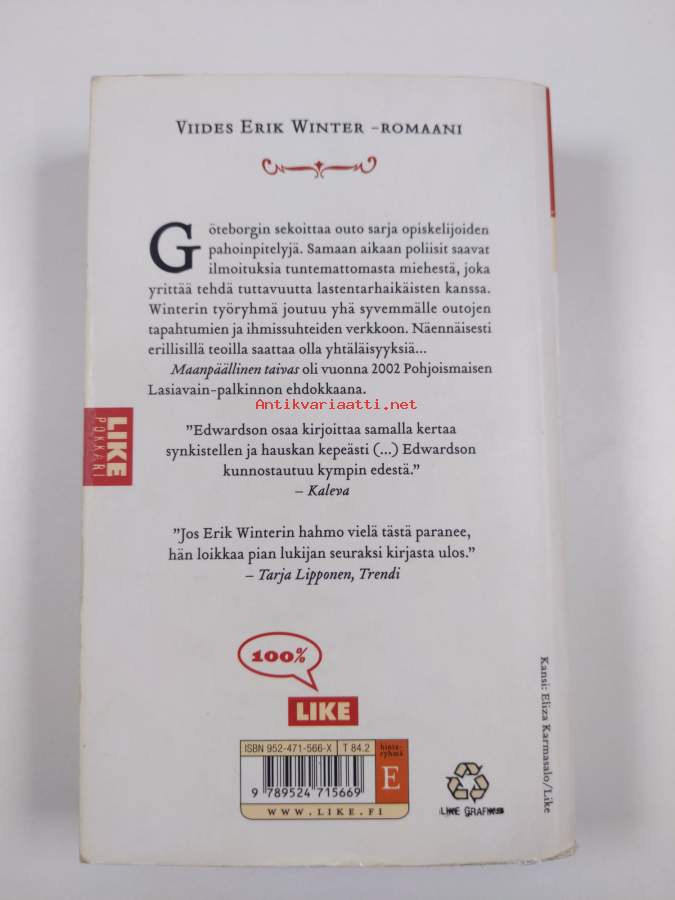 VIIDES ERIK WINTER –ROMAANI
Göteborgin sekoittaa outo sarja opiskelijoiden
pahoinpitelyjä. Samaan aikaan poliisit saavat
ilmoituksia tuntemattomasta miehestä, joka
yrittää tehdä tuttavuutta lastentarhaikäisten kanssa.
Winterin työryhmä joutuu yhä syvemmälle outojen
tapahtumien ja ihmissuhteiden verkkoon. Näennäisesti
erillisillä teoilla saattaa olla yhtäläisyyksiä...
Maanpäällinen taivas oli vuonna 2002 Pohjoismaisen
Lasiavain-palkinnon ehdokkaana.
Antikvariaatti.net
”Edwardson osaa kirjoittaa samalla kertaa
synkistellen ja hauskan kepeästi (...) Edwardson
kunnostautuu kympin edestä.”
– Kaleva
”Jos Erik Winterin hahmo vielä tästä paranee,
hän loikkaa pian lukijan seuraksi kirjasta ulos.”
– Tarja Lipponen, Trendi
LIKE
POKKARI
100%
LIKE
ISBN 952-471-566-X T 84.2
hinta-
ryhmä
E
9 789524 715669
WWW.LIKE.FI
LIKE GRAFIKS
Kansi: Eliza Karmasalo/Like